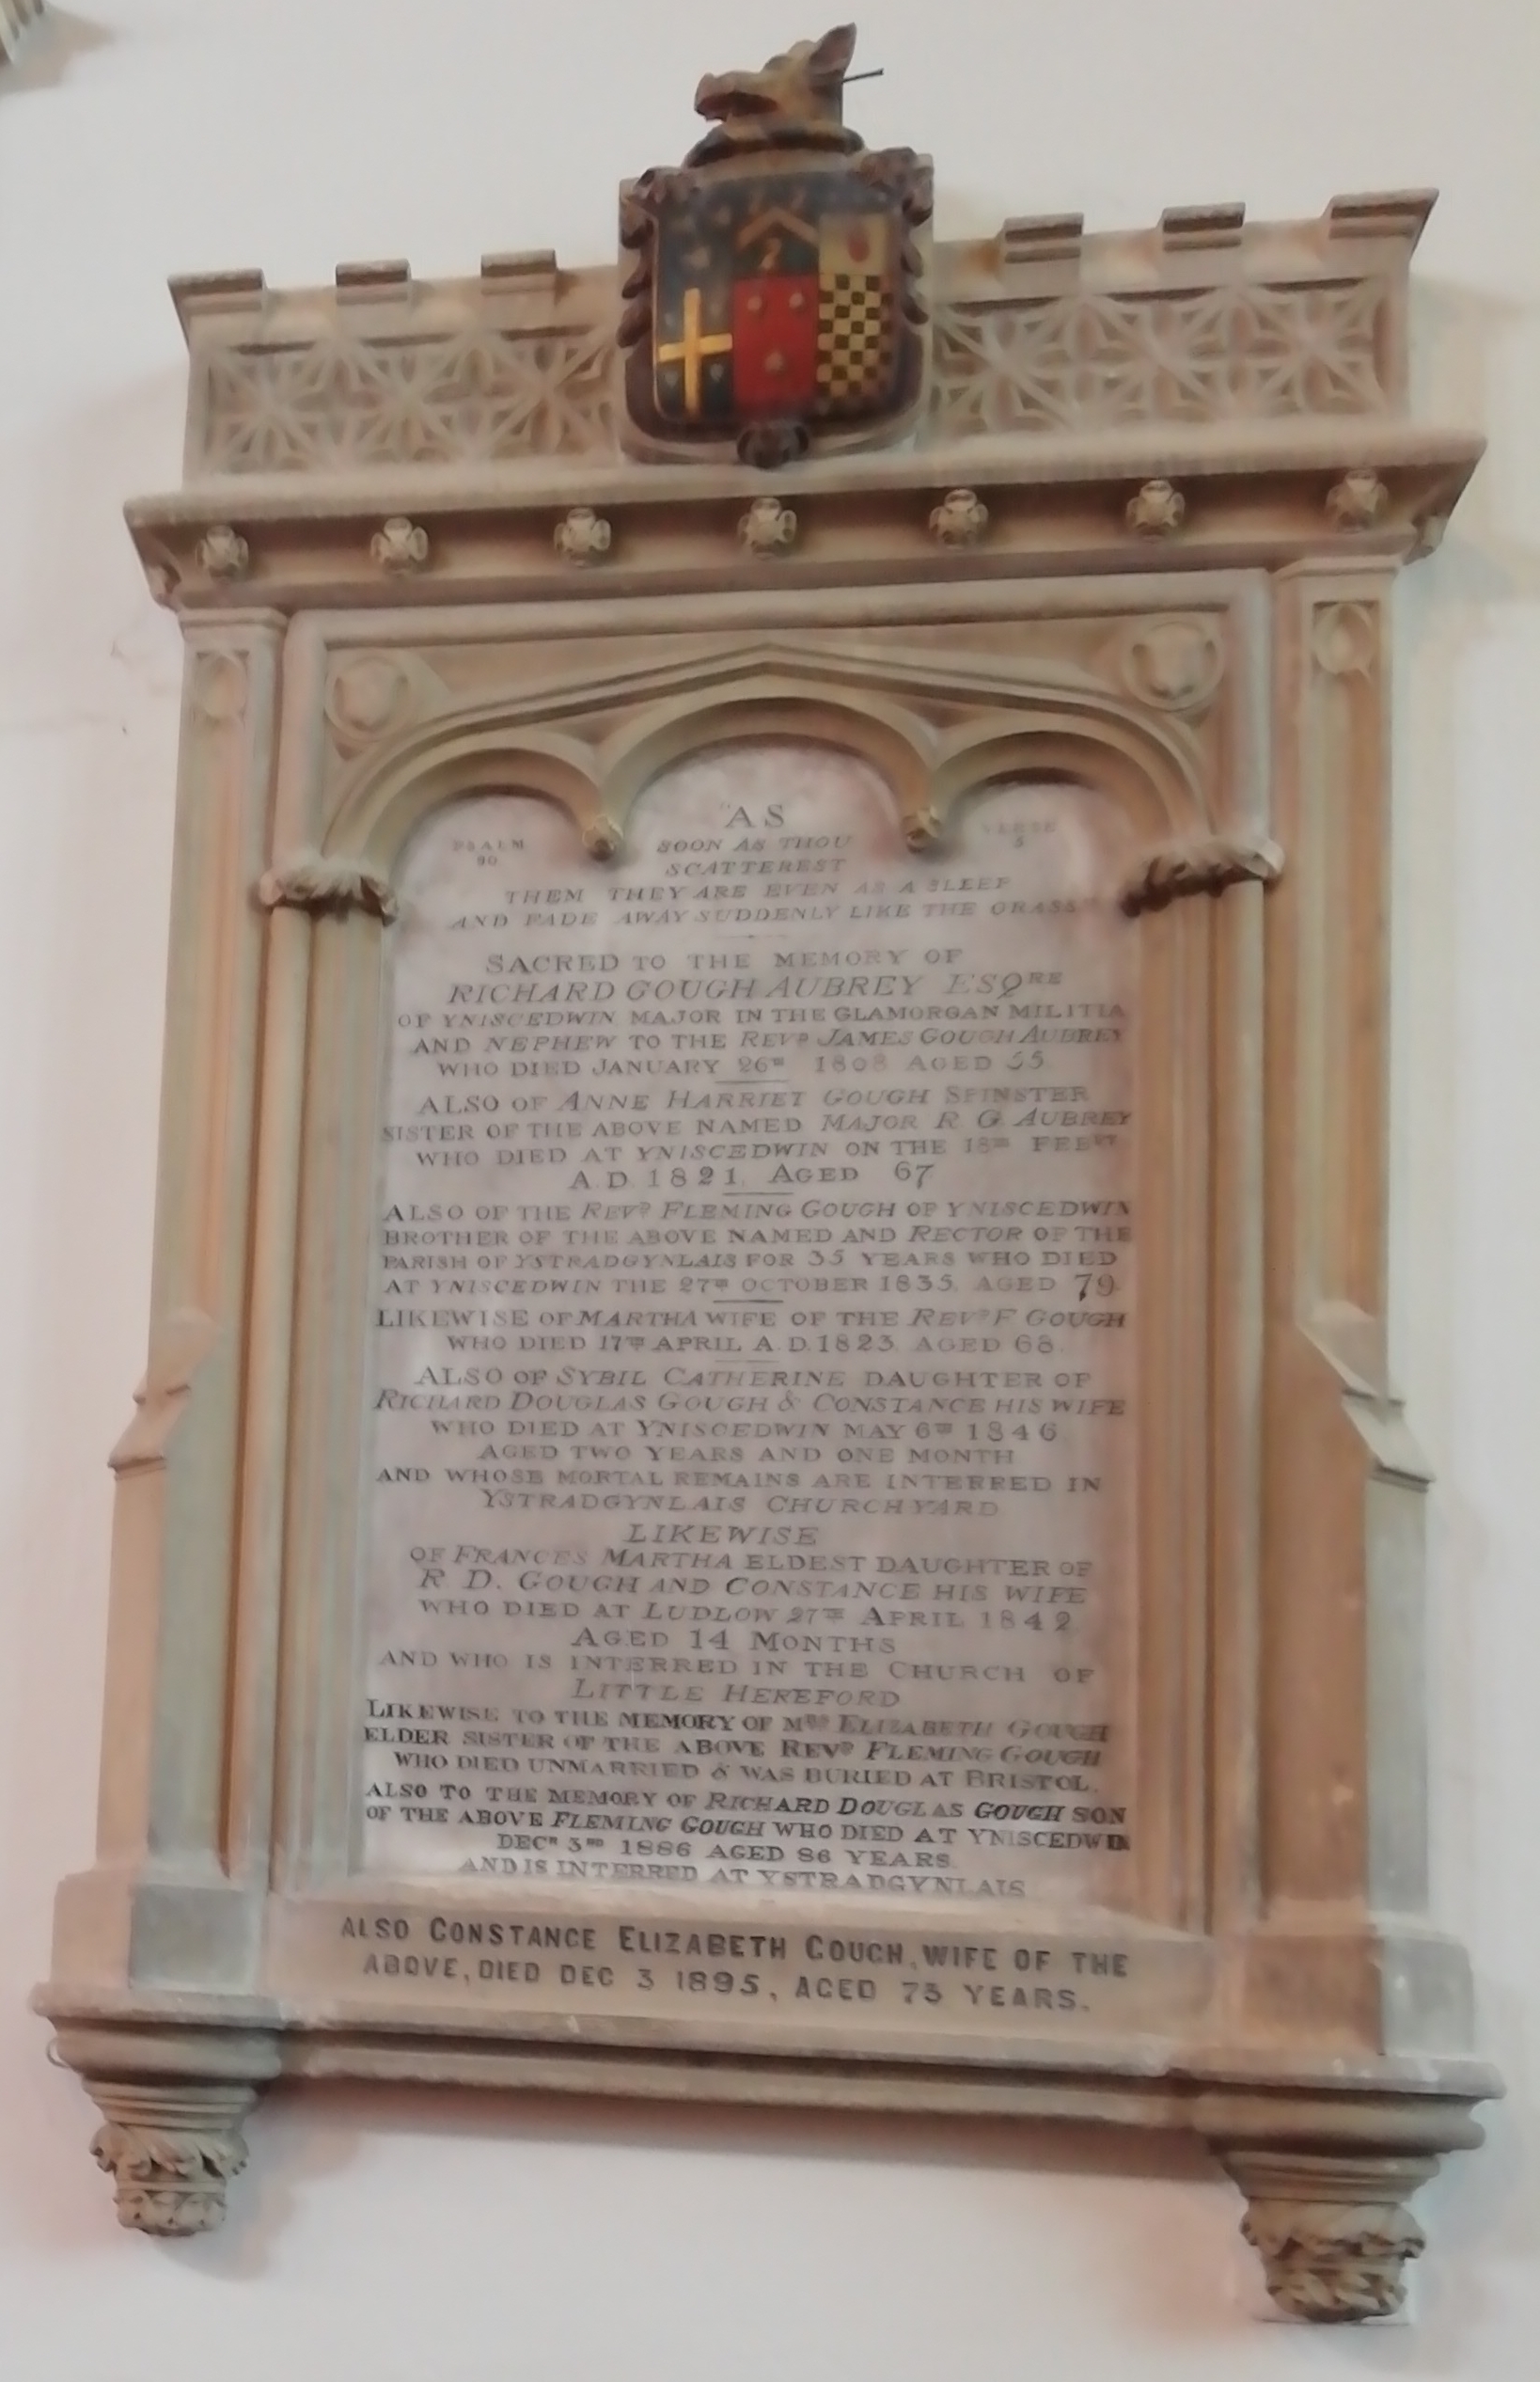 "AS
PSALM
90
VERSE
5
SOON AS THOU
SCATTEREST
THEM THEY ARE EVEN AS A SLEEP
AND FADE AWAY SUDDENLY LIKE THE GRASS"
SACRED TO THE MEMORY OF
RICHARD GOUGH AUBREY ESQRE
OF YNISCEDWIN MAJOR IN THE GLAMORGAN MILITIA
AND NEPHEW TO THE REVD JAMES GOUGH AUBREY
WHO DIED JANUARY 26TH 1808 AGED 55
ALSO OF ANNE HARRIET GOUGH SPINSTER
SISTER OF THE ABOVE NAMED MAJOR R G AUBREY
WHO DIED AT YNISCEDWIN ON THE 18TH FEBRY
A.D. 1821. AGED 67
ALSO OF THE REVD FLEMING GOUGH OF YNISCEDWIN
BROTHER OF THE ABOVE NAMED AND RECTOR OF THE
PARISH OF YSTRADGYNLAIS FOR 35 YEARS WHO DIED
AT YNISCEDWIN THE 27TH OCTOBER 1835. AGED 79.
LIKEWISE OF MARTHA WIFE OF THE REVD F GOUGH
WHO DIED 17TH APRIL A.D. 1823. AGED 68.
ALSO OF SYBIL CATHERINE DAUGHTER OF
RICHARD DOUGLAS GOUGH & CONSTANCE HIS WIFE
WHO DIED AT YNISCEDWIN MAY 6TH 1846
AGED TWO YEARS AND ONE MONTH
AND WHOSE MORTAL REMAINS ARE INTERRED IN
YSTRADGYNLAIS CHURCHYARD
LIKEWISE
OF FRANCES MARTHA ELDEST DAUGHTER OF
R. D. GOUGH AND CONSTANCE HIS WIFE
WHO DIED AT LUDLOW 27TH APRIL 1842
AGED 14 MONTHS
AND WHO IS INTERRED IN THE CHURCH OF
LITTLE HEREFORD
LIKEWISE TO THE MEMORY OF MRS ELIZABETH GOUGH
ELDER SISTER OF THE ABOVE REVD FLEMING GOUGH
WHO DIED UNMARRIED & WAS BURIED AT BRISTOL.
ALSO TO THE MEMORY OF RICHARD DOUGLAS GOUGH SON
OF THE ABOVE FLEMING GOUGH WHO DIED AT YNISCEDWIN
DECR 3RD 1886 AGED 86 YEARS.
AND IS INTERRED AT YSTRADGYNLAIS
ALSO CONSTANCE ELIZABETH GOUGH, WIFE OF THE
ABOVE, DIED DEC 3 1895, AGED 75 YEARS.